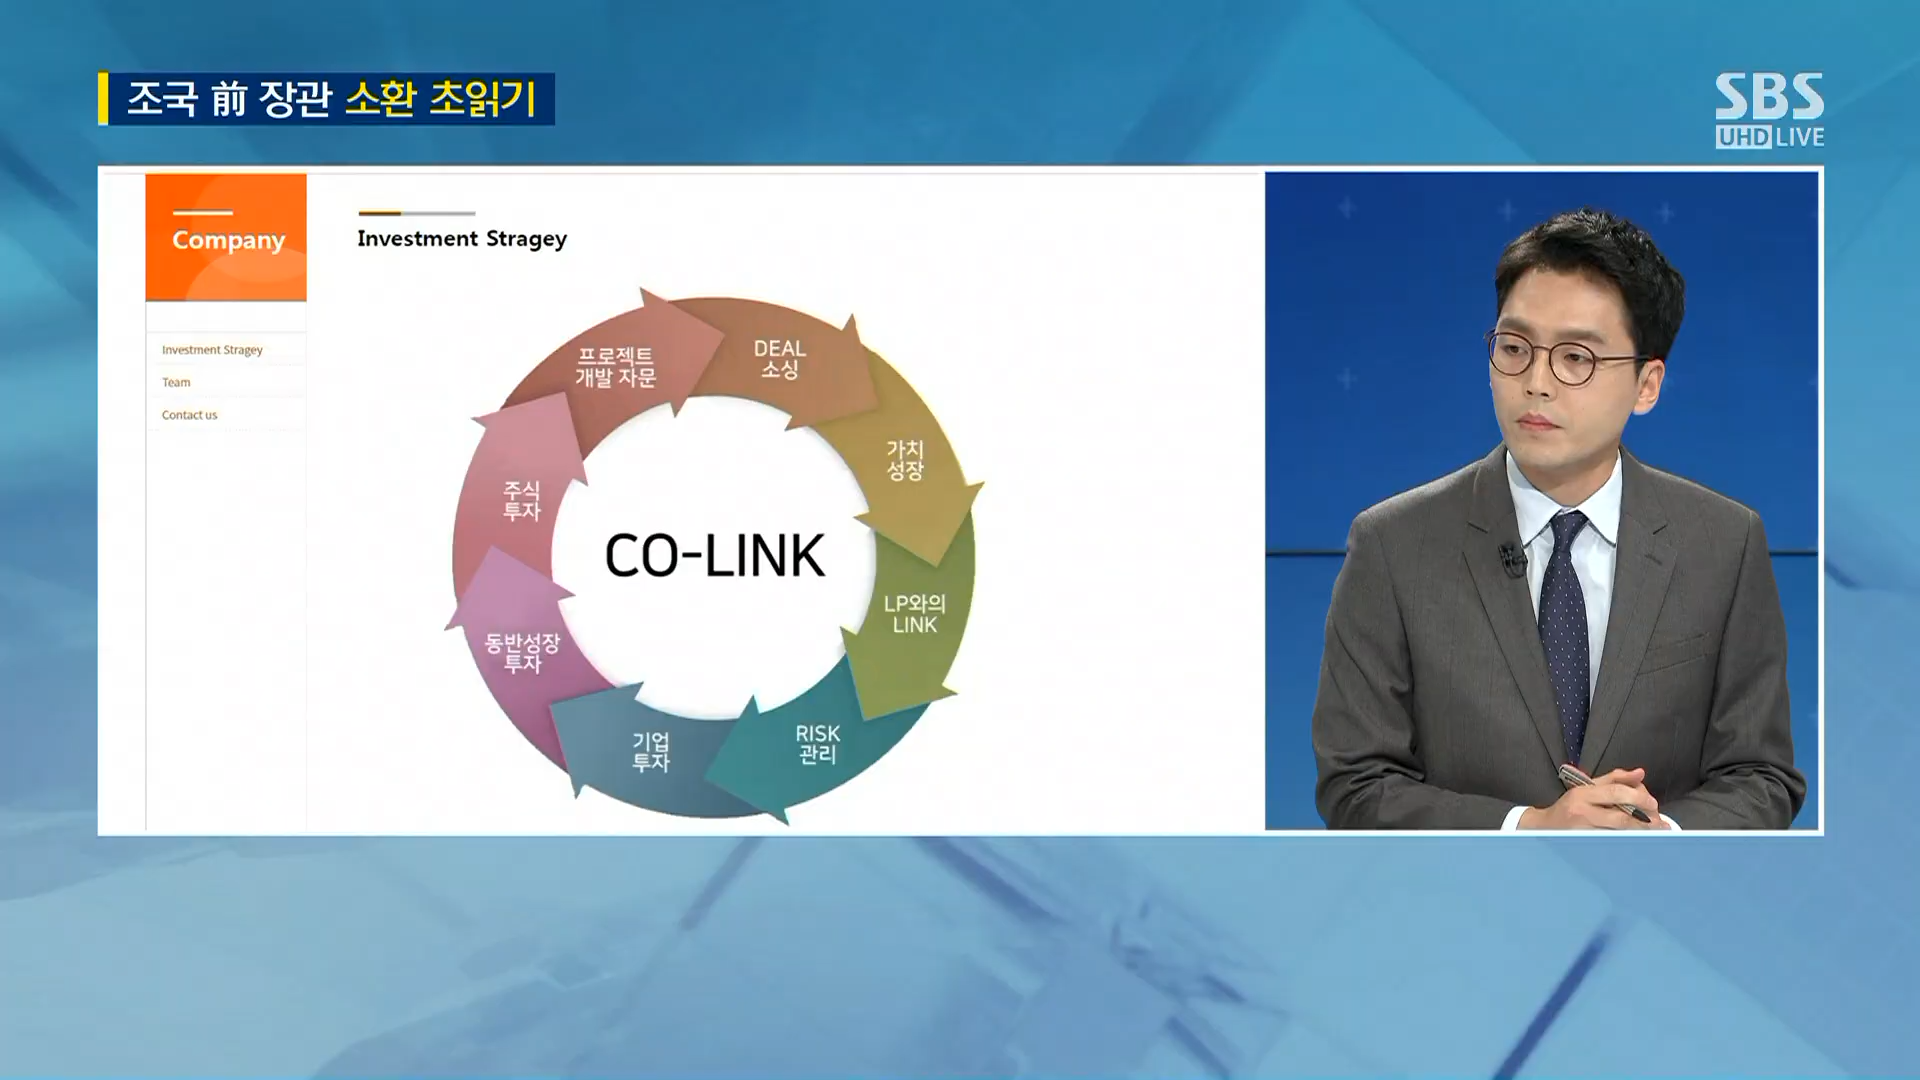 조국 前 장관 소환 초읽기
SBS
UHD LIVE
Company
Investment Stragey
Investment Stragey
Team
Contact us
프로젝트
개발 자문
DEAL
소싱
가치
성장
LP와의
LINK
RISK
관리
기업
투자
동반성장
투자
주식
투자
CO-LINK